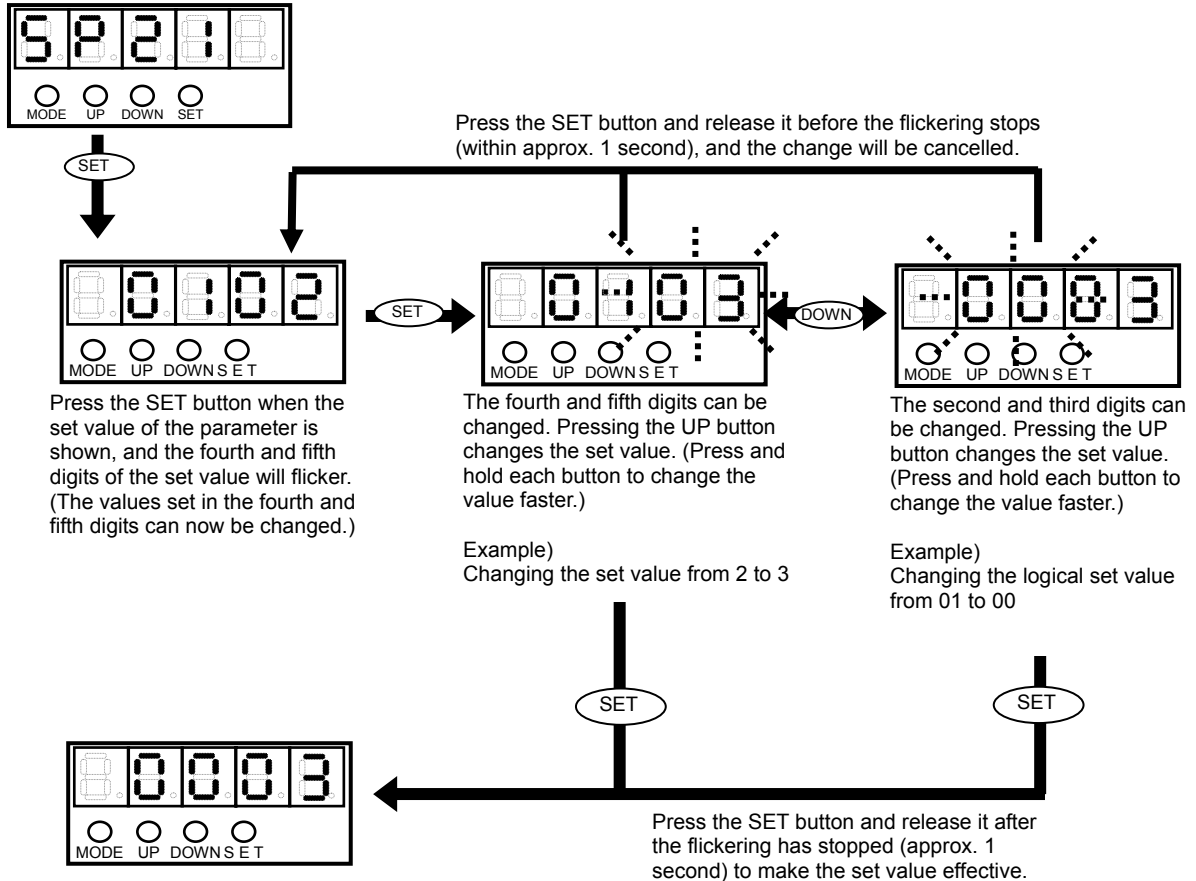 SP21
MODE UP DOWN SET
SET
Press the SET button and release it before the flickering stops
(within approx. 1 second), and the change will be cancelled.
0102
MODE UP DOWN S E T
Press the SET button when the
set value of the parameter is
shown, and the fourth and fifth
digits of the set value will flicker.
(The values set in the fourth and
fifth digits can now be changed.)
SET
0103
MODE UP DOWN S E T
The fourth and fifth digits can be
changed. Pressing the UP button
changes the set value. (Press and
hold each button to change the
value faster.)
Example)
Changing the set value from 2 to 3
DOWN
0003
MODE UP DOWN S E T
The second and third digits can
be changed. Pressing the UP
button changes the set value.
(Press and hold each button to
change the value faster.)
Example)
Changing the logical set value
from 01 to 00
SET
SET
0003
MODE UP DOWN S E T
Press the SET button and release it after
the flickering has stopped (approx. 1
second) to make the set value effective.